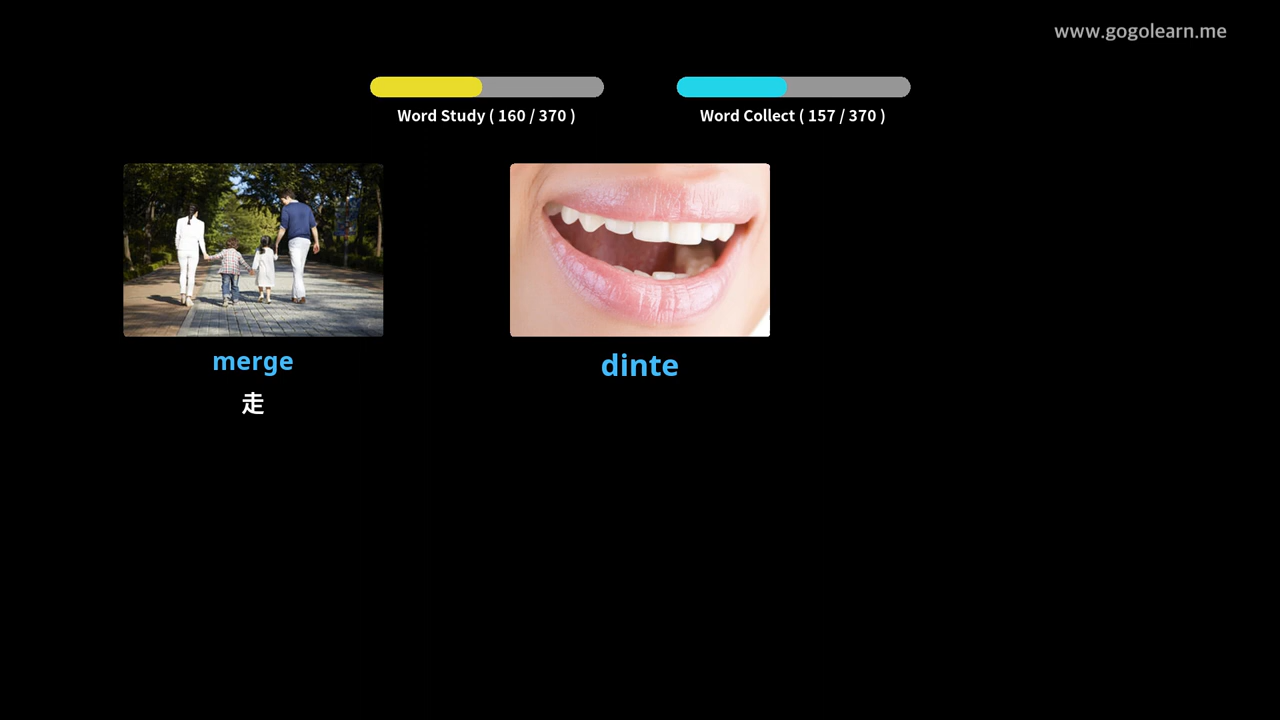 www.gogolearn.me
Word Study ( 160 / 370 )
Word Collect ( 157 / 370 )
merge
走
dinte